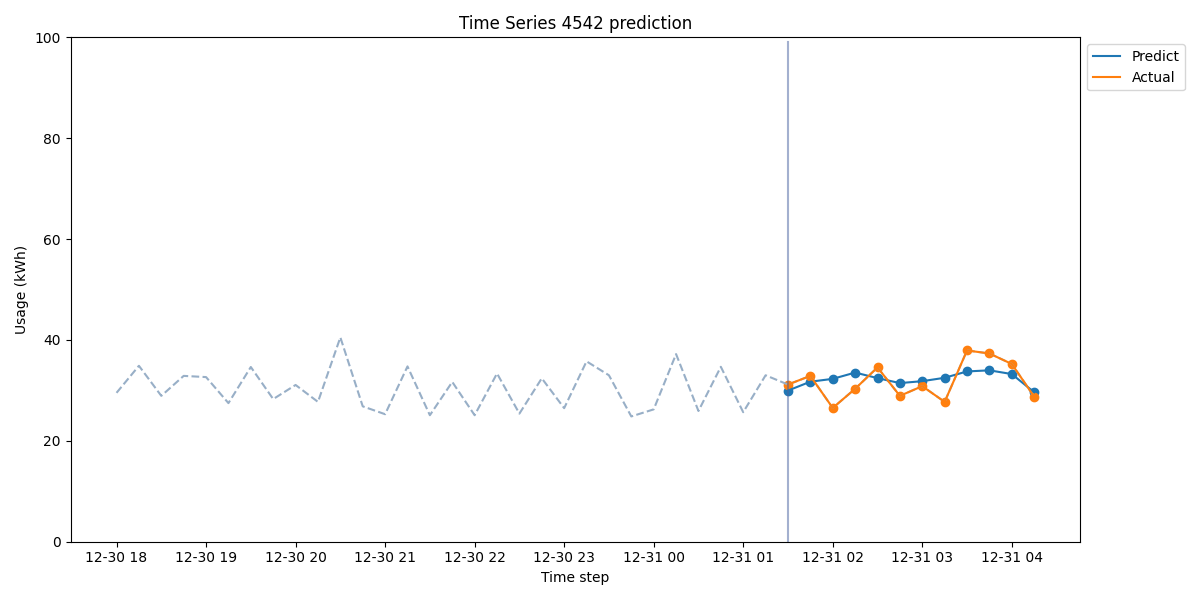 Time Series 4542 prediction
Predict
Actual
Usage (kWh)
100
80
60
40
20
0
12-30 18 12-30 19 12-30 20 12-30 21 12-30 22 12-30 23 12-31 00 12-31 01 12-31 02 12-31 03 12-31 04
Time step